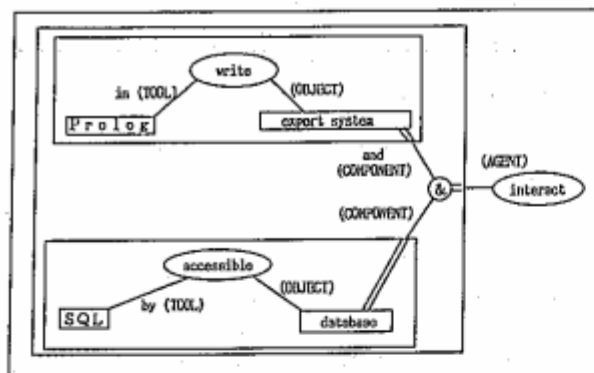 write
in (TOOL)
(OBJECT)
Prolog
expert system
and
(COMPONENT)
(AGENT)
&
interact
(COMPONENT)
accessible
(OBJECT)
by (TOOL)
SQL
database